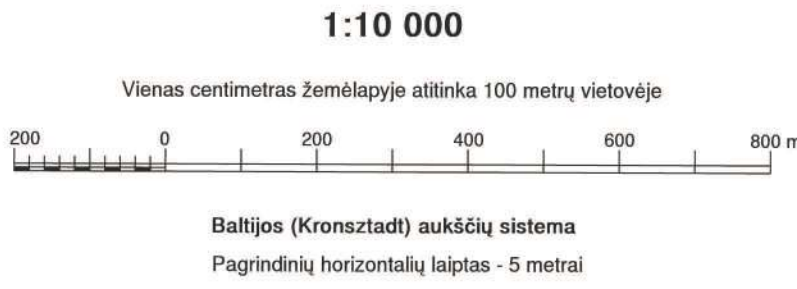 1:10 000
Vienas centimetras žemėlapyje atitinka 100 metrų vietovėje
200 0 200 400 600 800 m
Baltijos (Kronsztadt) aukščių sistema
Pagrindinių horizontalių laiptas - 5 metrai